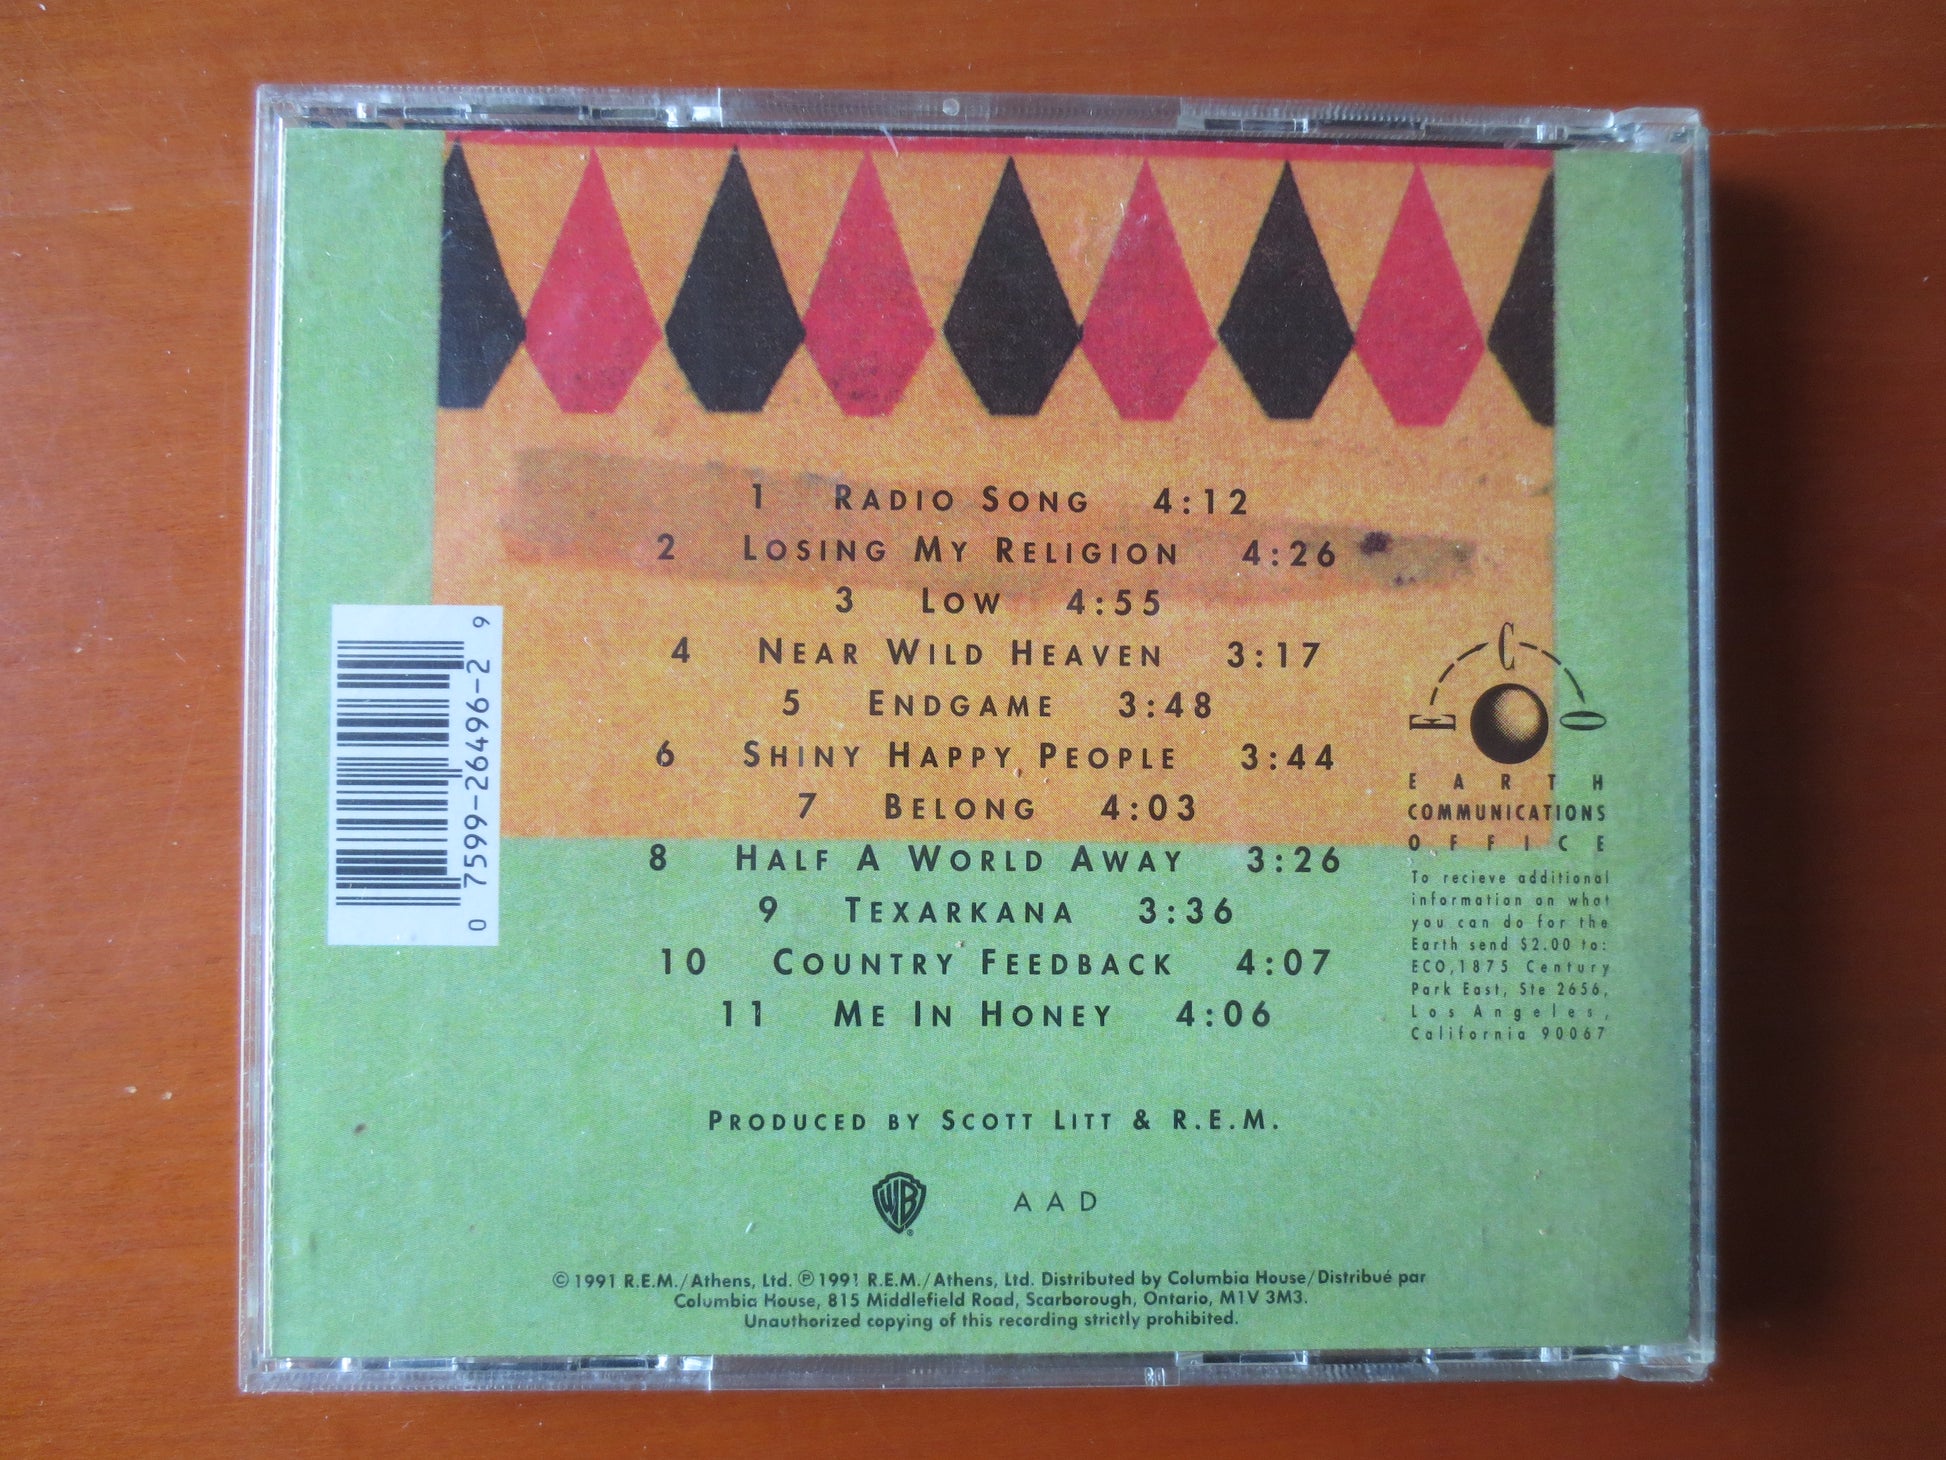 1 Radio Song 4:12
2 Losing My Religion 4:26
3 Low 4:55
4 Near Wild Heaven 3:17
5 Endgame 3:48
6 Shiny Happy People 3:44
7 Belong 4:03
8 Half A World Away 3:26
9 Texarkana 3:36
10 Country Feedback 4:07
11 Me In Honey 4:06
Produced by Scott Litt & R.E.M.
WB ® AAD
© 1991 R.E.M./Athens, Ltd. ℗ 1991 R.E.M./Athens, Ltd. Distributed by Columbia House/Distribué par
Columbia House, 815 Middlefield Road, Scarborough, Ontario, M1V 3M3.
Unauthorized copying of this recording strictly prohibited.
0 7599-26496-2 9
E C O
EARTH
COMMUNICATIONS
OFFICE
To recieve additional
information on what
you can do for the
Earth send $2.00 to:
ECO,1875 Century
Park East, Ste 2656,
Los Angeles,
California 90067